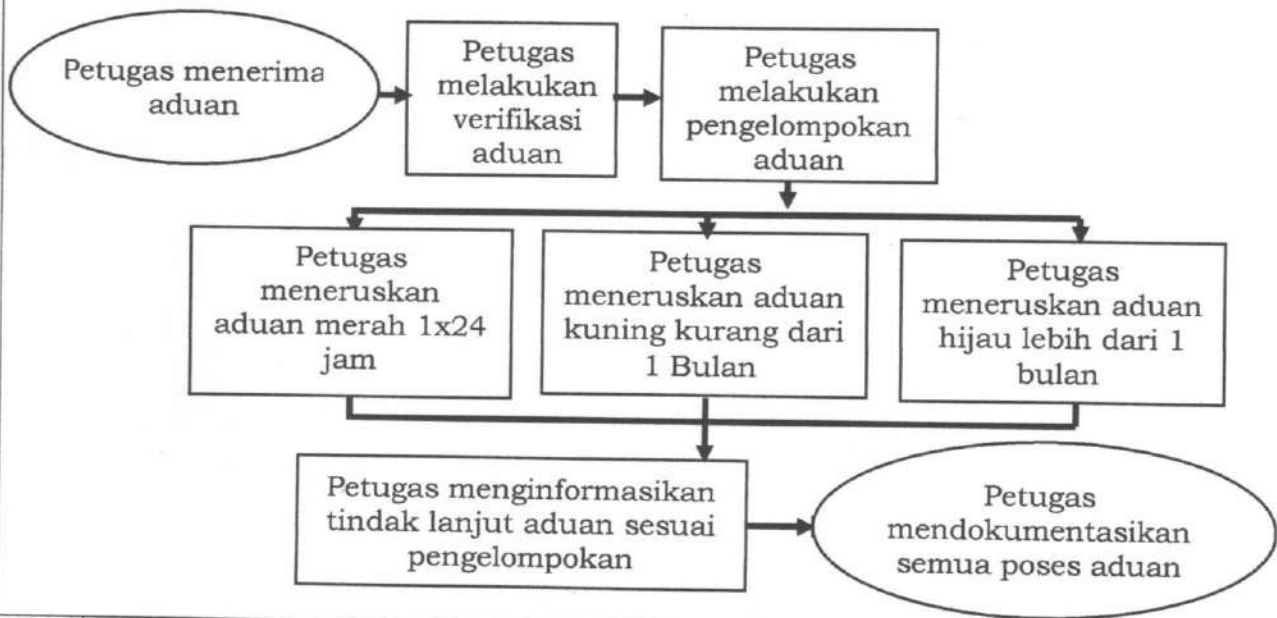 Petugas menerima
aduan
Petugas
melakukan
verifikasi
aduan
Petugas
melakukan
pengelompokan
aduan
Petugas
meneruskan
aduan merah 1x24
jam
Petugas
meneruskan aduan
kuning kurang dari
1 Bulan
Petugas
meneruskan aduan
hijau lebih dari 1
bulan
Petugas menginformasikan
tindak lanjut aduan sesuai
pengelompokan
Petugas
mendokumentasikan
semua poses aduan